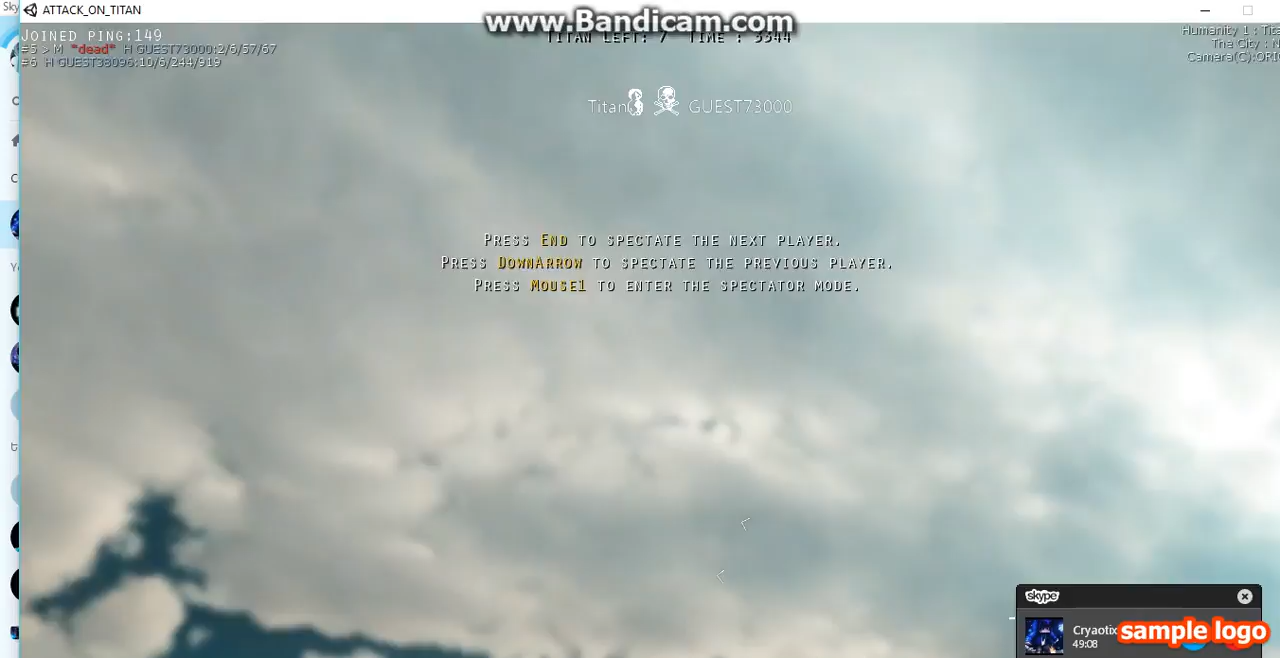 Sky
ATTACK_ON_TITAN
www.Bandicam.com
JOINED PING:149
TITAN LEFT: 7 TIME : 3344
#5 > M *dead* H GUEST73000:2/6/57/67
#6 H GUEST38096:10/6/244/919
Humanity 1 : Tita
The City : N
Camera(C):ORI
Titan GUEST73000
PRESS END TO SPECTATE THE NEXT PLAYER.
PRESS DOWNARROW TO SPECTATE THE PREVIOUS PLAYER.
PRESS MOUSE1 TO ENTER THE SPECTATOR MODE.
skype
Cryaotix
49:08
sample logo